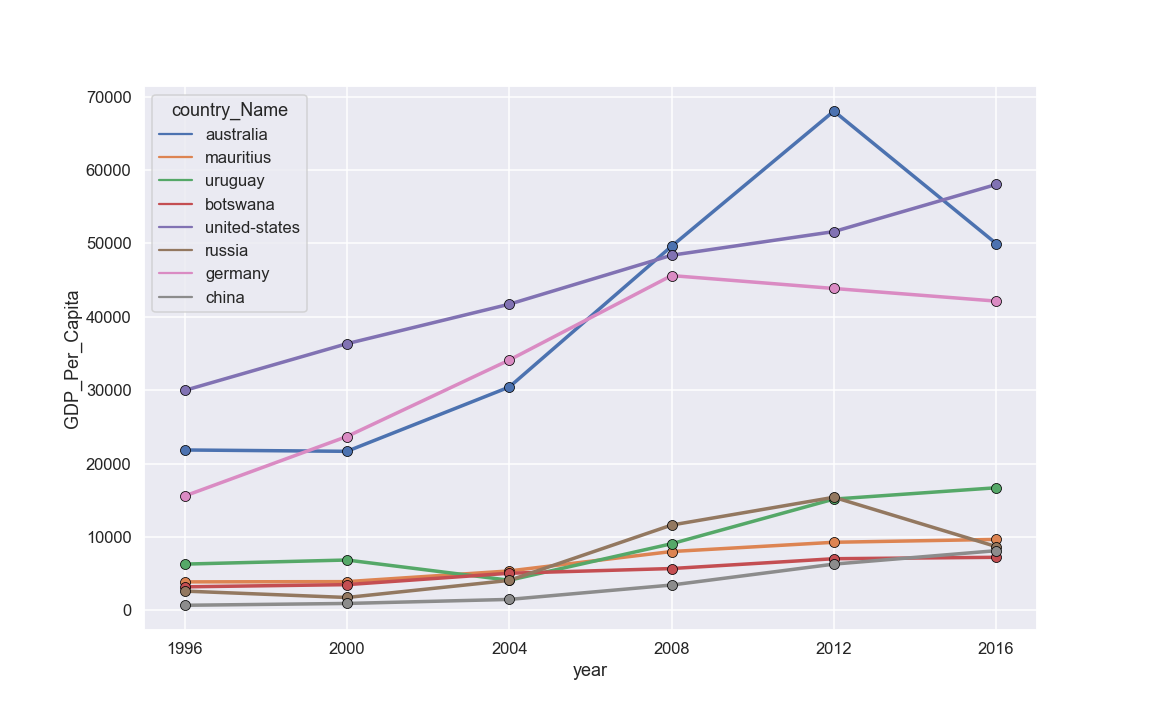 70000
60000
50000
40000
30000
20000
10000
0
GDP_Per_Capita
country_Name
australia
mauritius
uruguay
botswana
united-states
russia
germany
china
1996 2000 2004 2008 2012 2016
year